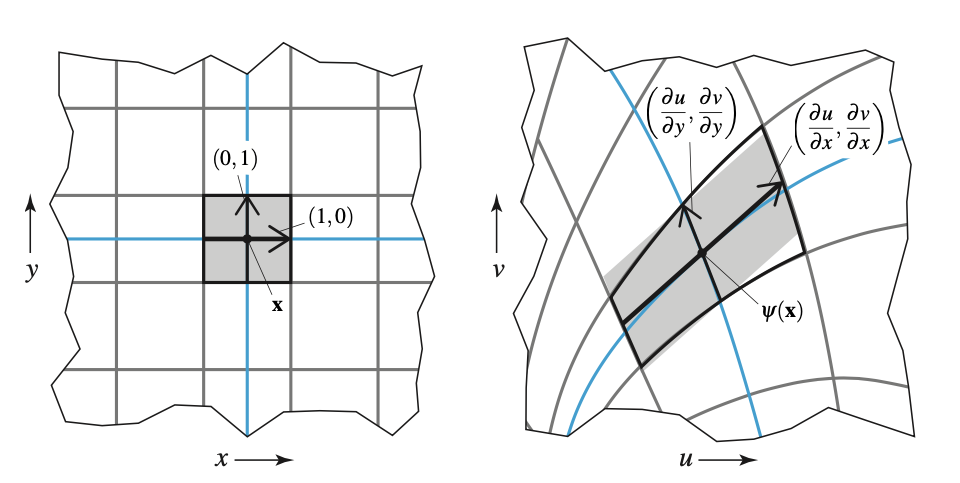 (0, 1)
(1, 0)
x
y
x
(∂u/∂y, ∂v/∂y)
(∂u/∂x, ∂v/∂x)
ψ(x)
v
u